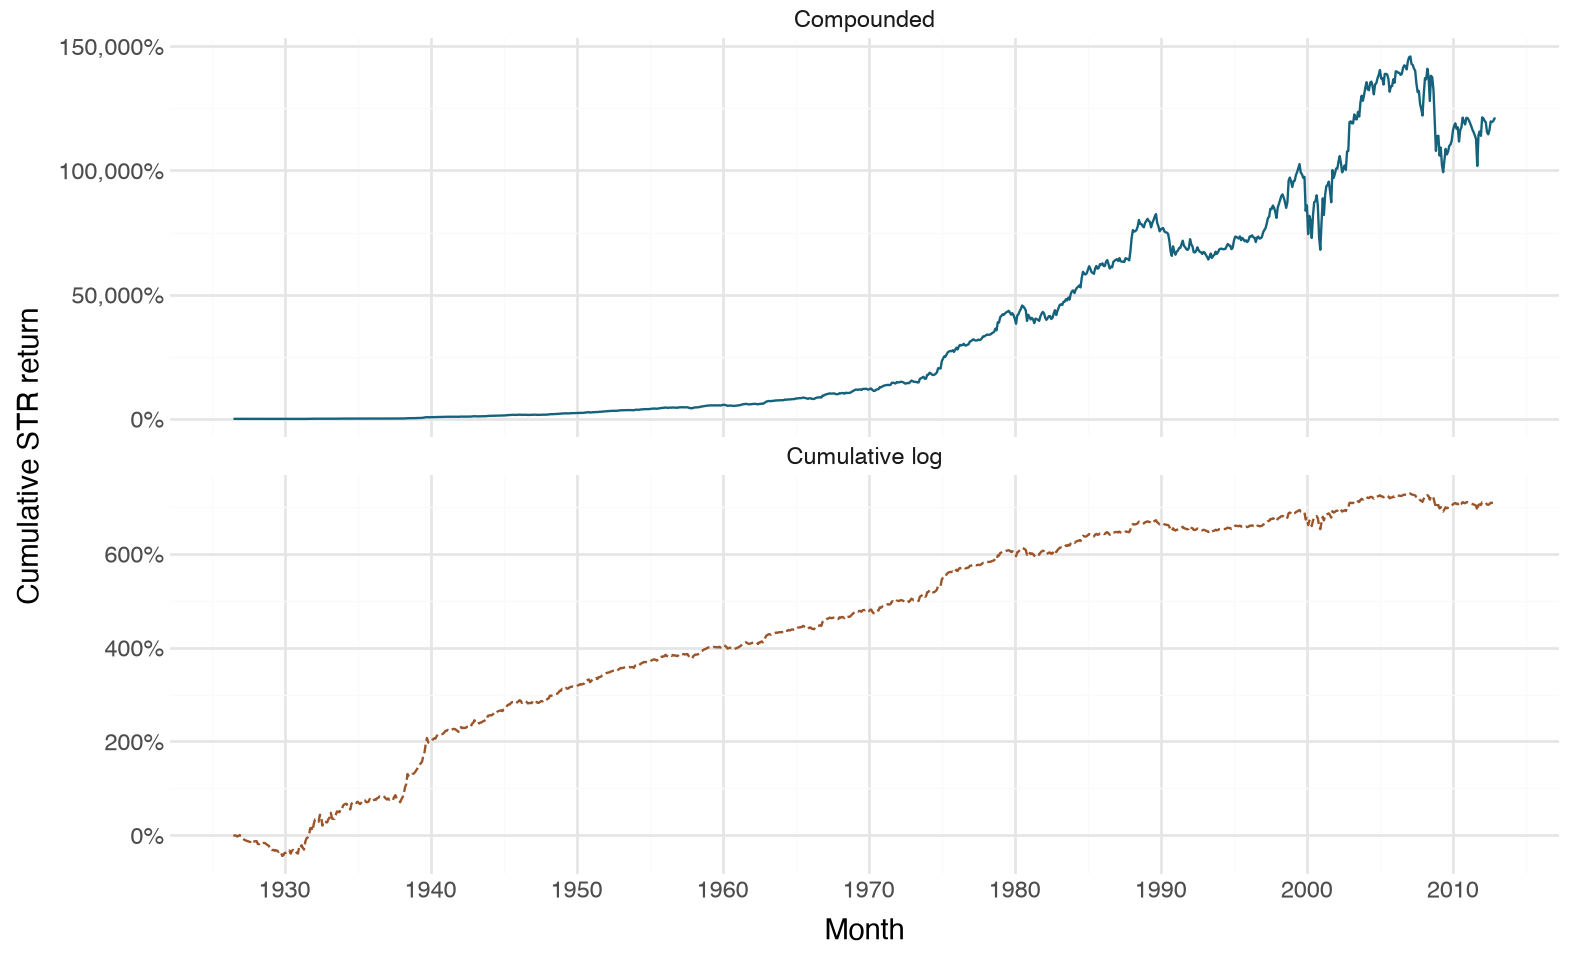 Compounded
150,000%
100,000%
50,000%
0%
Cumulative STR return
Cumulative log
600%
400%
200%
0%
1930 1940 1950 1960 1970 1980 1990 2000 2010
Month